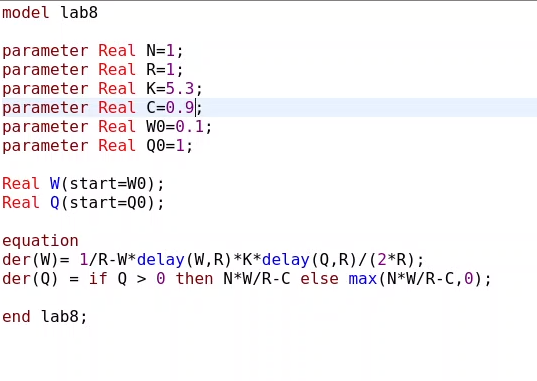 model lab8
parameter Real N=1;
parameter Real R=1;
parameter Real K=5.3;
parameter Real C=0.9;
parameter Real W0=0.1;
parameter Real Q0=1;
Real W(start=W0);
Real Q(start=Q0);
equation
der(W)= 1/R-W*delay(W,R)*K*delay(Q,R)/(2*R);
der(Q) = if Q > 0 then N*W/R-C else max(N*W/R-C,0);
end lab8;